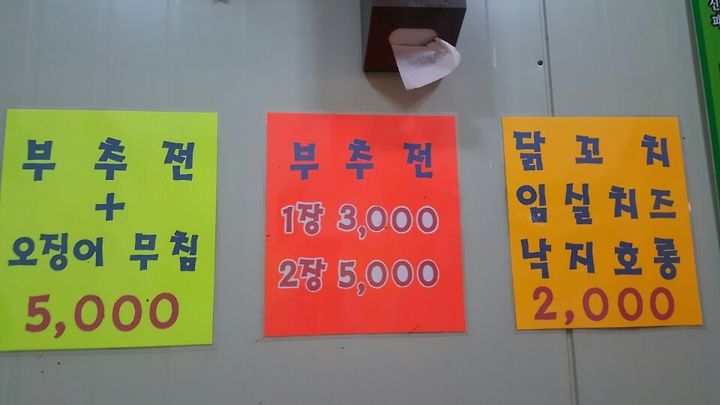 부추전
+
오징어 무침
5,000
부추전
1장 3,000
2장 5,000
닭꼬치
임실치즈
낙지호롱
2,000